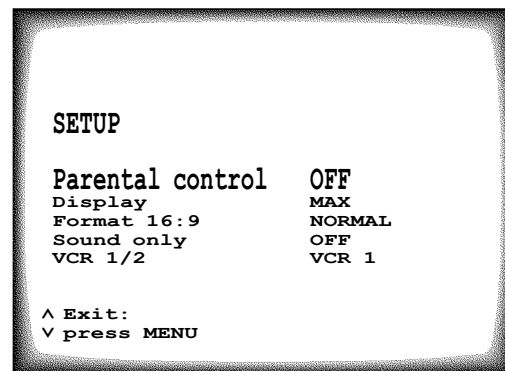 SETUP
Parental control OFF
Display MAX
Format 16:9 NORMAL
Sound only OFF
VCR 1/2 VCR 1
∧ Exit:
∨ press MENU